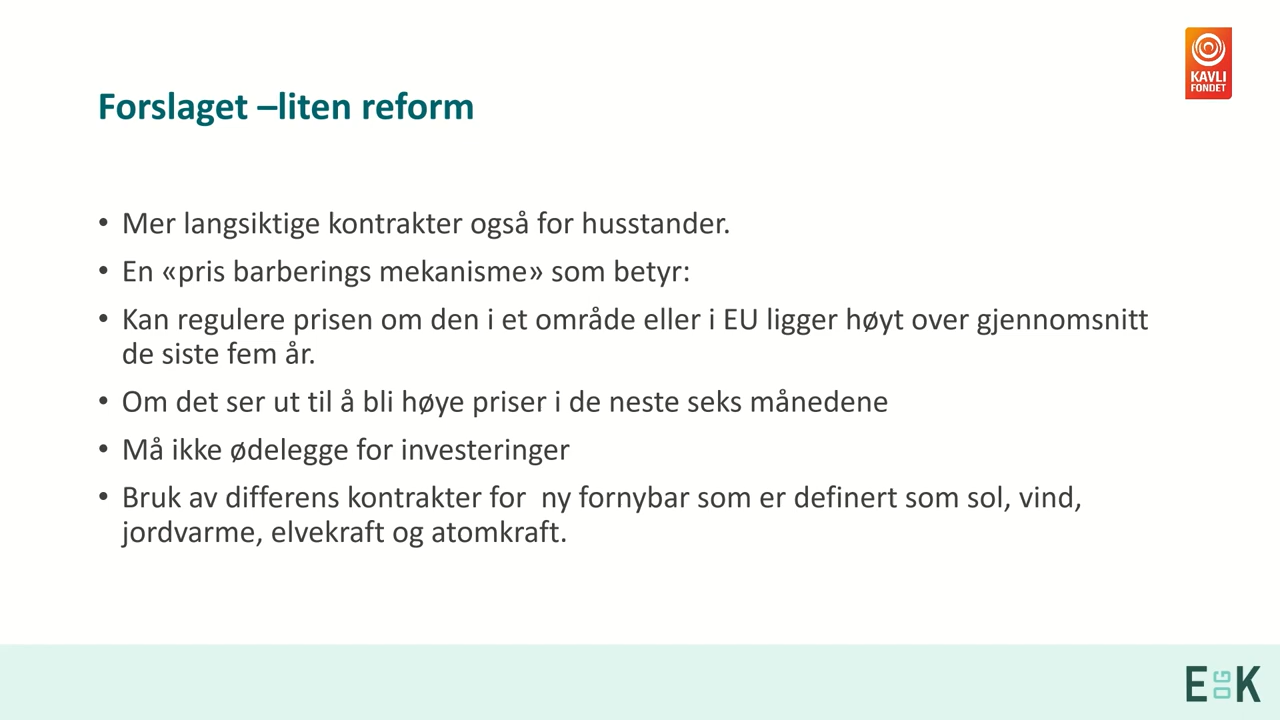 KAVLI
FONDET
Forslaget –liten reform
• Mer langsiktige kontrakter også for husstander.
• En «pris barberings mekanisme» som betyr:
• Kan regulere prisen om den i et område eller i EU ligger høyt over gjennomsnitt
de siste fem år.
• Om det ser ut til å bli høye priser i de neste seks månedene
• Må ikke ødelegge for investeringer
• Bruk av differens kontrakter for  ny fornybar som er definert som sol, vind,
jordvarme, elvekraft og atomkraft.
E OG K